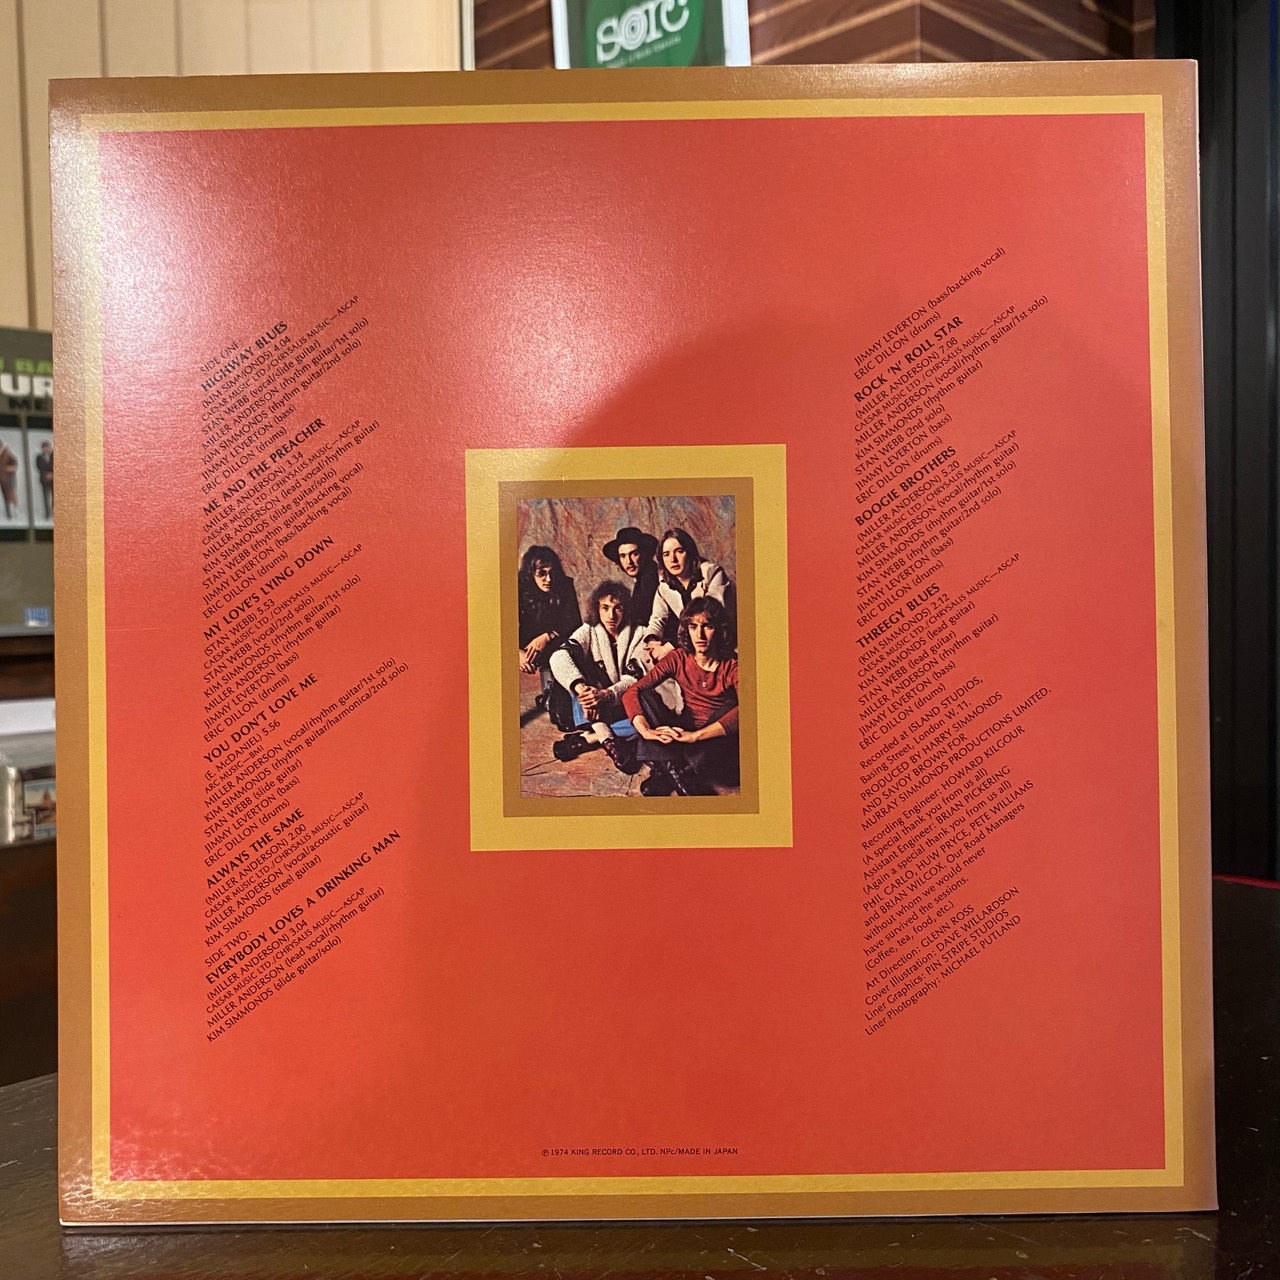 sorc
SIDE ONE:
HIGHWAY BLUES
(KIM SIMMONDS) 4.04
CAESAR MUSIC LTD./CHRYSALIS MUSIC—ASCAP
STAN WEBB (vocal/slide guitar)
MILLER ANDERSON (rhythm guitar/1st solo)
KIM SIMMONDS (rhythm guitar/2nd solo)
JIMMY LEVERTON (bass)
ERIC DILLON (drums)
ME AND THE PREACHER
(MILLER ANDERSON) 3.34
CAESAR MUSIC LTD./CHRYSALIS MUSIC—ASCAP
MILLER ANDERSON (lead vocal/rhythm guitar)
KIM SIMMONDS (slide guitar/solo)
STAN WEBB (rhythm guitar/backing vocal)
JIMMY LEVERTON (bass/backing vocal)
ERIC DILLON (drums)
MY LOVE'S LYING DOWN
(STAN WEBB) 5.53
CAESAR MUSIC LTD./CHRYSALIS MUSIC—ASCAP
STAN WEBB (vocal/2nd solo)
KIM SIMMONDS (rhythm guitar/1st solo)
MILLER ANDERSON (rhythm guitar)
JIMMY LEVERTON (bass)
ERIC DILLON (drums)
YOU DON'T LOVE ME
(E. McDANIEL) 5.56
ARC MUSIC—BMI
MILLER ANDERSON (vocal/rhythm guitar/1st solo)
KIM SIMMONDS (rhythm guitar/harmonica/2nd solo)
STAN WEBB (slide guitar)
JIMMY LEVERTON (bass)
ERIC DILLON (drums)
ALWAYS THE SAME
(MILLER ANDERSON) 2.00
CAESAR MUSIC LTD./CHRYSALIS MUSIC—ASCAP
MILLER ANDERSON (vocal/acoustic guitar)
KIM SIMMONDS (steel guitar)
SIDE TWO:
EVERYBODY LOVES A DRINKING MAN
(MILLER ANDERSON) 3.04
CAESAR MUSIC LTD./CHRYSALIS MUSIC—ASCAP
MILLER ANDERSON (lead vocal/rhythm guitar)
KIM SIMMONDS (slide guitar/solo)
JIMMY LEVERTON (bass/backing vocal)
ERIC DILLON (drums)
ROCK 'N' ROLL STAR
(MILLER ANDERSON) 7.08
CAESAR MUSIC LTD./CHRYSALIS MUSIC—ASCAP
MILLER ANDERSON (vocal/rhythm guitar/1st solo)
KIM SIMMONDS (rhythm guitar)
STAN WEBB (2nd solo)
JIMMY LEVERTON (bass)
ERIC DILLON (drums)
BOOGIE BROTHERS
(MILLER ANDERSON) 5.20
CAESAR MUSIC LTD./CHRYSALIS MUSIC—ASCAP
MILLER ANDERSON (vocal/rhythm guitar)
KIM SIMMONDS (rhythm guitar/1st solo)
STAN WEBB (rhythm guitar/2nd solo)
JIMMY LEVERTON (bass)
ERIC DILLON (drums)
THREEGY BLUES
(KIM SIMMONDS) 2.12
CAESAR MUSIC LTD./CHRYSALIS MUSIC—ASCAP
KIM SIMMONDS (lead guitar)
STAN WEBB (lead guitar)
MILLER ANDERSON (rhythm guitar)
JIMMY LEVERTON (bass)
ERIC DILLON (drums)
Recorded at ISLAND STUDIOS,
Basing Street, London W.11.
PRODUCED BY HARRY SIMMONDS
AND SAVOY BROWN FOR
MURRAY SIMMONDS PRODUCTIONS LIMITED.
Recording Engineer: HOWARD KILGOUR
(A special thank you from us all)
Assistant Engineer: BRIAN PICKERING
(Again a special thank you from us all)
PHIL CARLO, HUW PRYCE, PETE WILLIAMS
and BRIAN WILCOX, Our Road Managers
without whom we would never
have survived the sessions.
(Coffee, tea, food, etc.)
Art Direction: GLENN ROSS
Cover Illustration: DAVE WILLARDSON
Liner Graphics: PIN STRIPE STUDIOS
Liner Photography: MICHAEL PUTLAND
℗ 1974 KING RECORD CO., LTD. NPc/MADE IN JAPAN